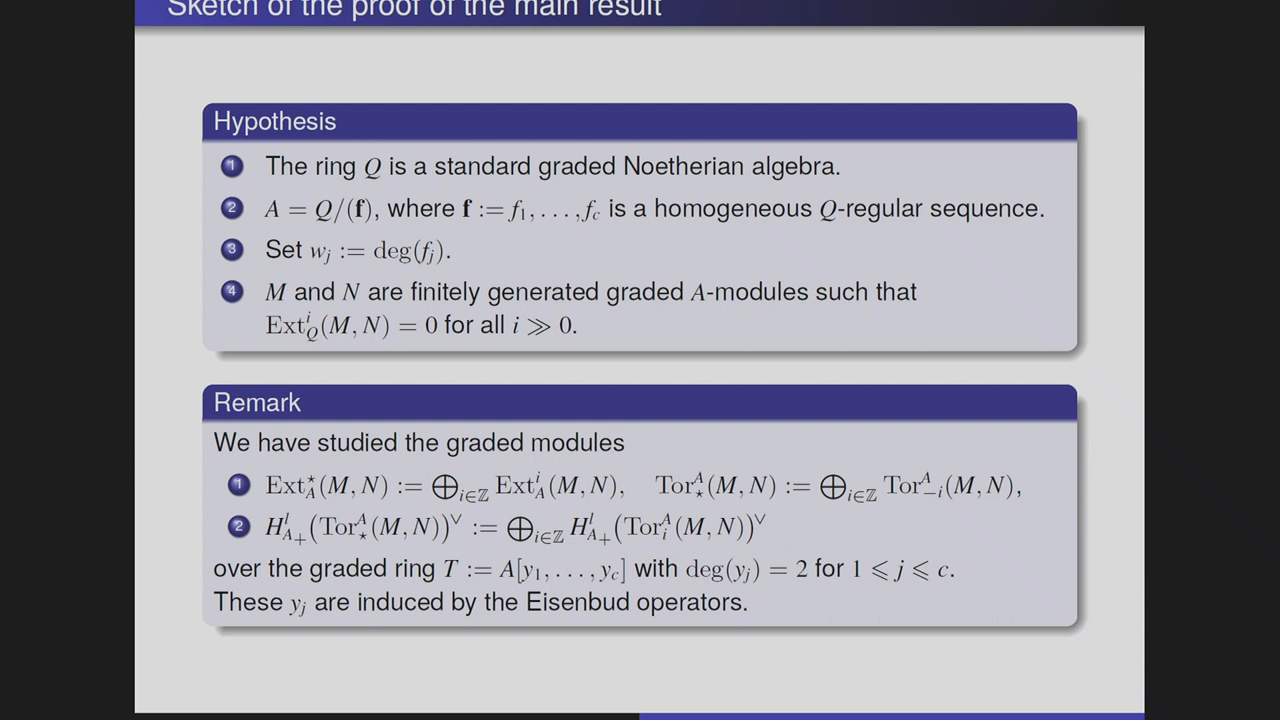 Sketch of the proof of the main result
Hypothesis
1 The ring Q is a standard graded Noetherian algebra.
2 A = Q/(f), where f := f₁, . . . , f_c is a homogeneous Q-regular sequence.
3 Set w_j := deg(f_j).
4 M and N are finitely generated graded A-modules such that
Ext^i_Q(M, N) = 0 for all i ≫ 0.
Remark
We have studied the graded modules
1 Ext^⋆_A(M, N) := ⨁_{i∈ℤ} Ext^i_A(M, N), Tor^A_⋆(M, N) := ⨁_{i∈ℤ} Tor^A_{−i}(M, N),
2 H^l_{A_+}(Tor^A_⋆(M, N))^∨ := ⨁_{i∈ℤ} H^l_{A_+}(Tor^A_i(M, N))^∨
over the graded ring T := A[y₁, . . . , y_c] with deg(y_j) = 2 for 1 ⩽ j ⩽ c.
These y_j are induced by the Eisenbud operators.